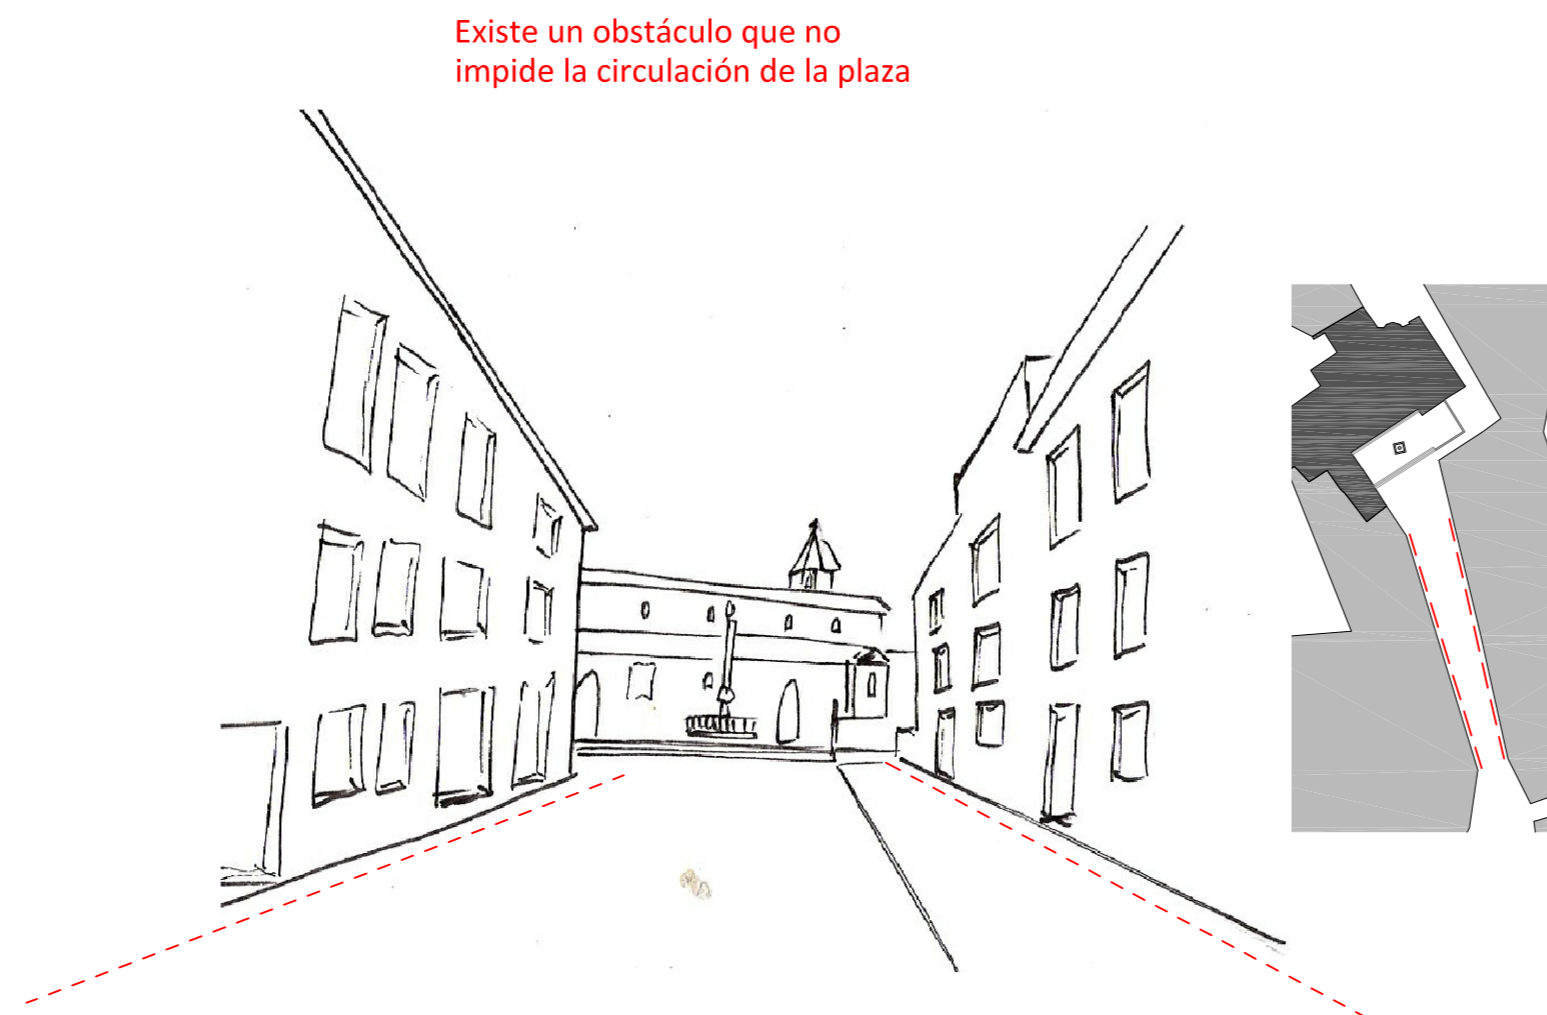 Existe un obstáculo que no
impide la circulación de la plaza